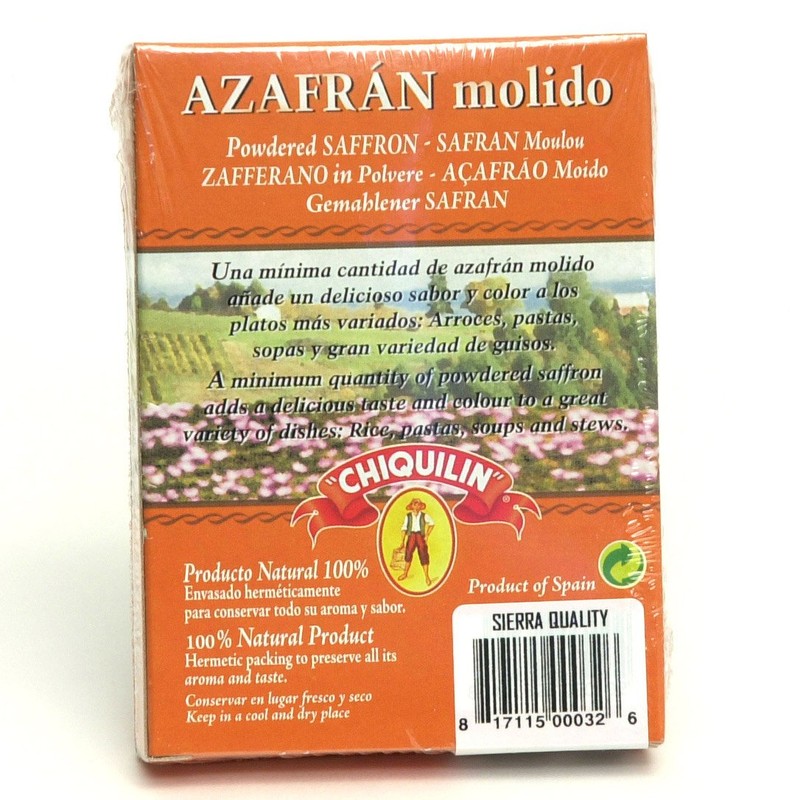 AZAFRÁN molido
Powdered SAFFRON - SAFRAN Moulou
ZAFFERANO in Polvere - AÇAFRÃO Moido
Gemahlener SAFRAN
Una mínima cantidad de azafrán molido
añade un delicioso sabor y color a los
platos más variados: Arroces, pastas,
sopas y gran variedad de guisos.
A minimum quantity of powdered saffron
adds a delicious taste and colour to a great
variety of dishes: Rice, pastas, soups and stews.
"CHIQUILIN"®
Producto Natural 100%
Envasado herméticamente
para conservar todo su aroma y sabor.
100% Natural Product
Hermetic packing to preserve all its
aroma and taste.
Conservar en lugar fresco y seco
Keep in a cool and dry place
Product of Spain
SIERRA QUALITY
8 17115 00032 6